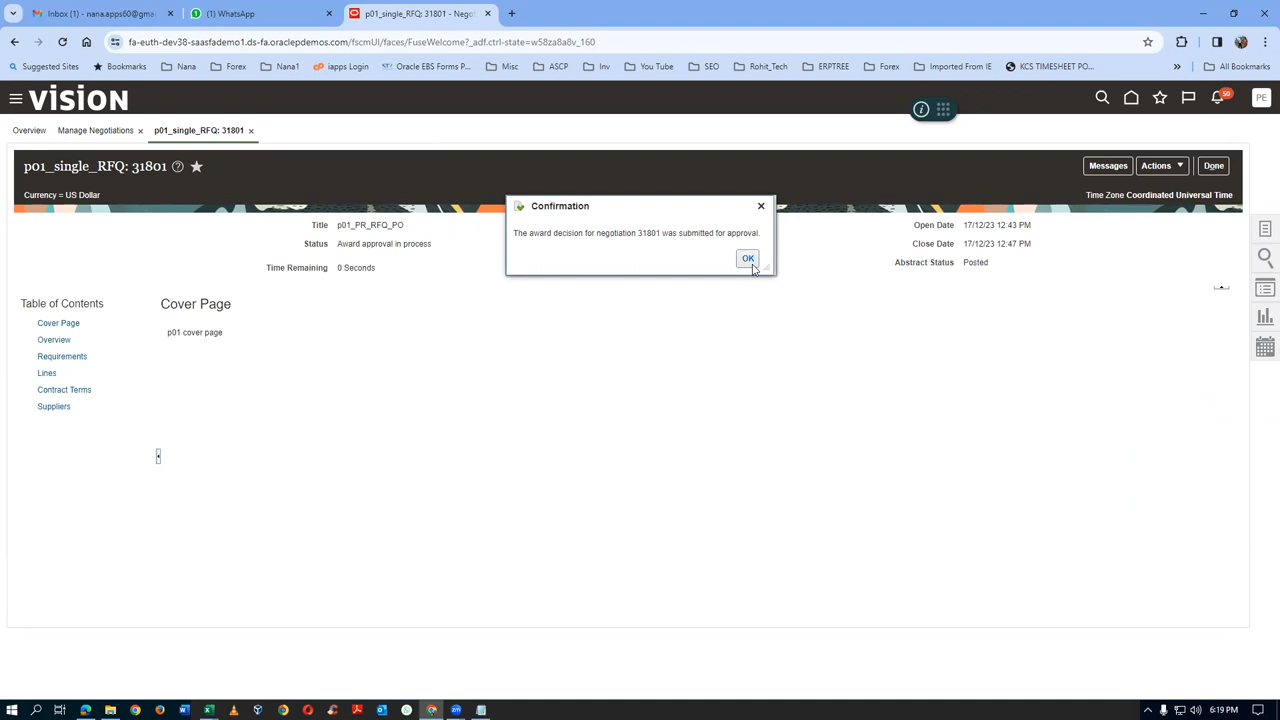 Inbox (1) - nana.apps60@gma
(1) WhatsApp
p01_single_RFQ: 31801 - Nego
fa-euth-dev38-saasfademo1.ds-fa.oraclepdemos.com/fscmUI/faces/FuseWelcome?_adf.ctrl-state=w58za8a8v_160
Suggested Sites
Bookmarks
Nana
Forex
Nana1
iapps Login
Oracle EBS Forms P...
Misc
ASCP
Inv
You Tube
SEO
Rohit_Tech
ERPTREE
Forex
Imported From IE
KCS TIMESHEET PO...
All Bookmarks
VISION
50
PE
Overview
Manage Negotiations
p01_single_RFQ: 31801
p01_single_RFQ: 31801
Messages
Actions
Done
Currency = US Dollar
Time Zone Coordinated Universal Time
Confirmation
The award decision for negotiation 31801 was submitted for approval.
OK
Title p01_PR_RFQ_PO
Status Award approval in process
Time Remaining 0 Seconds
Open Date 17/12/23 12:43 PM
Close Date 17/12/23 12:47 PM
Abstract Status Posted
Table of Contents
Cover Page
Overview
Requirements
Lines
Contract Terms
Suppliers
Cover Page
p01 cover page
6:19 PM